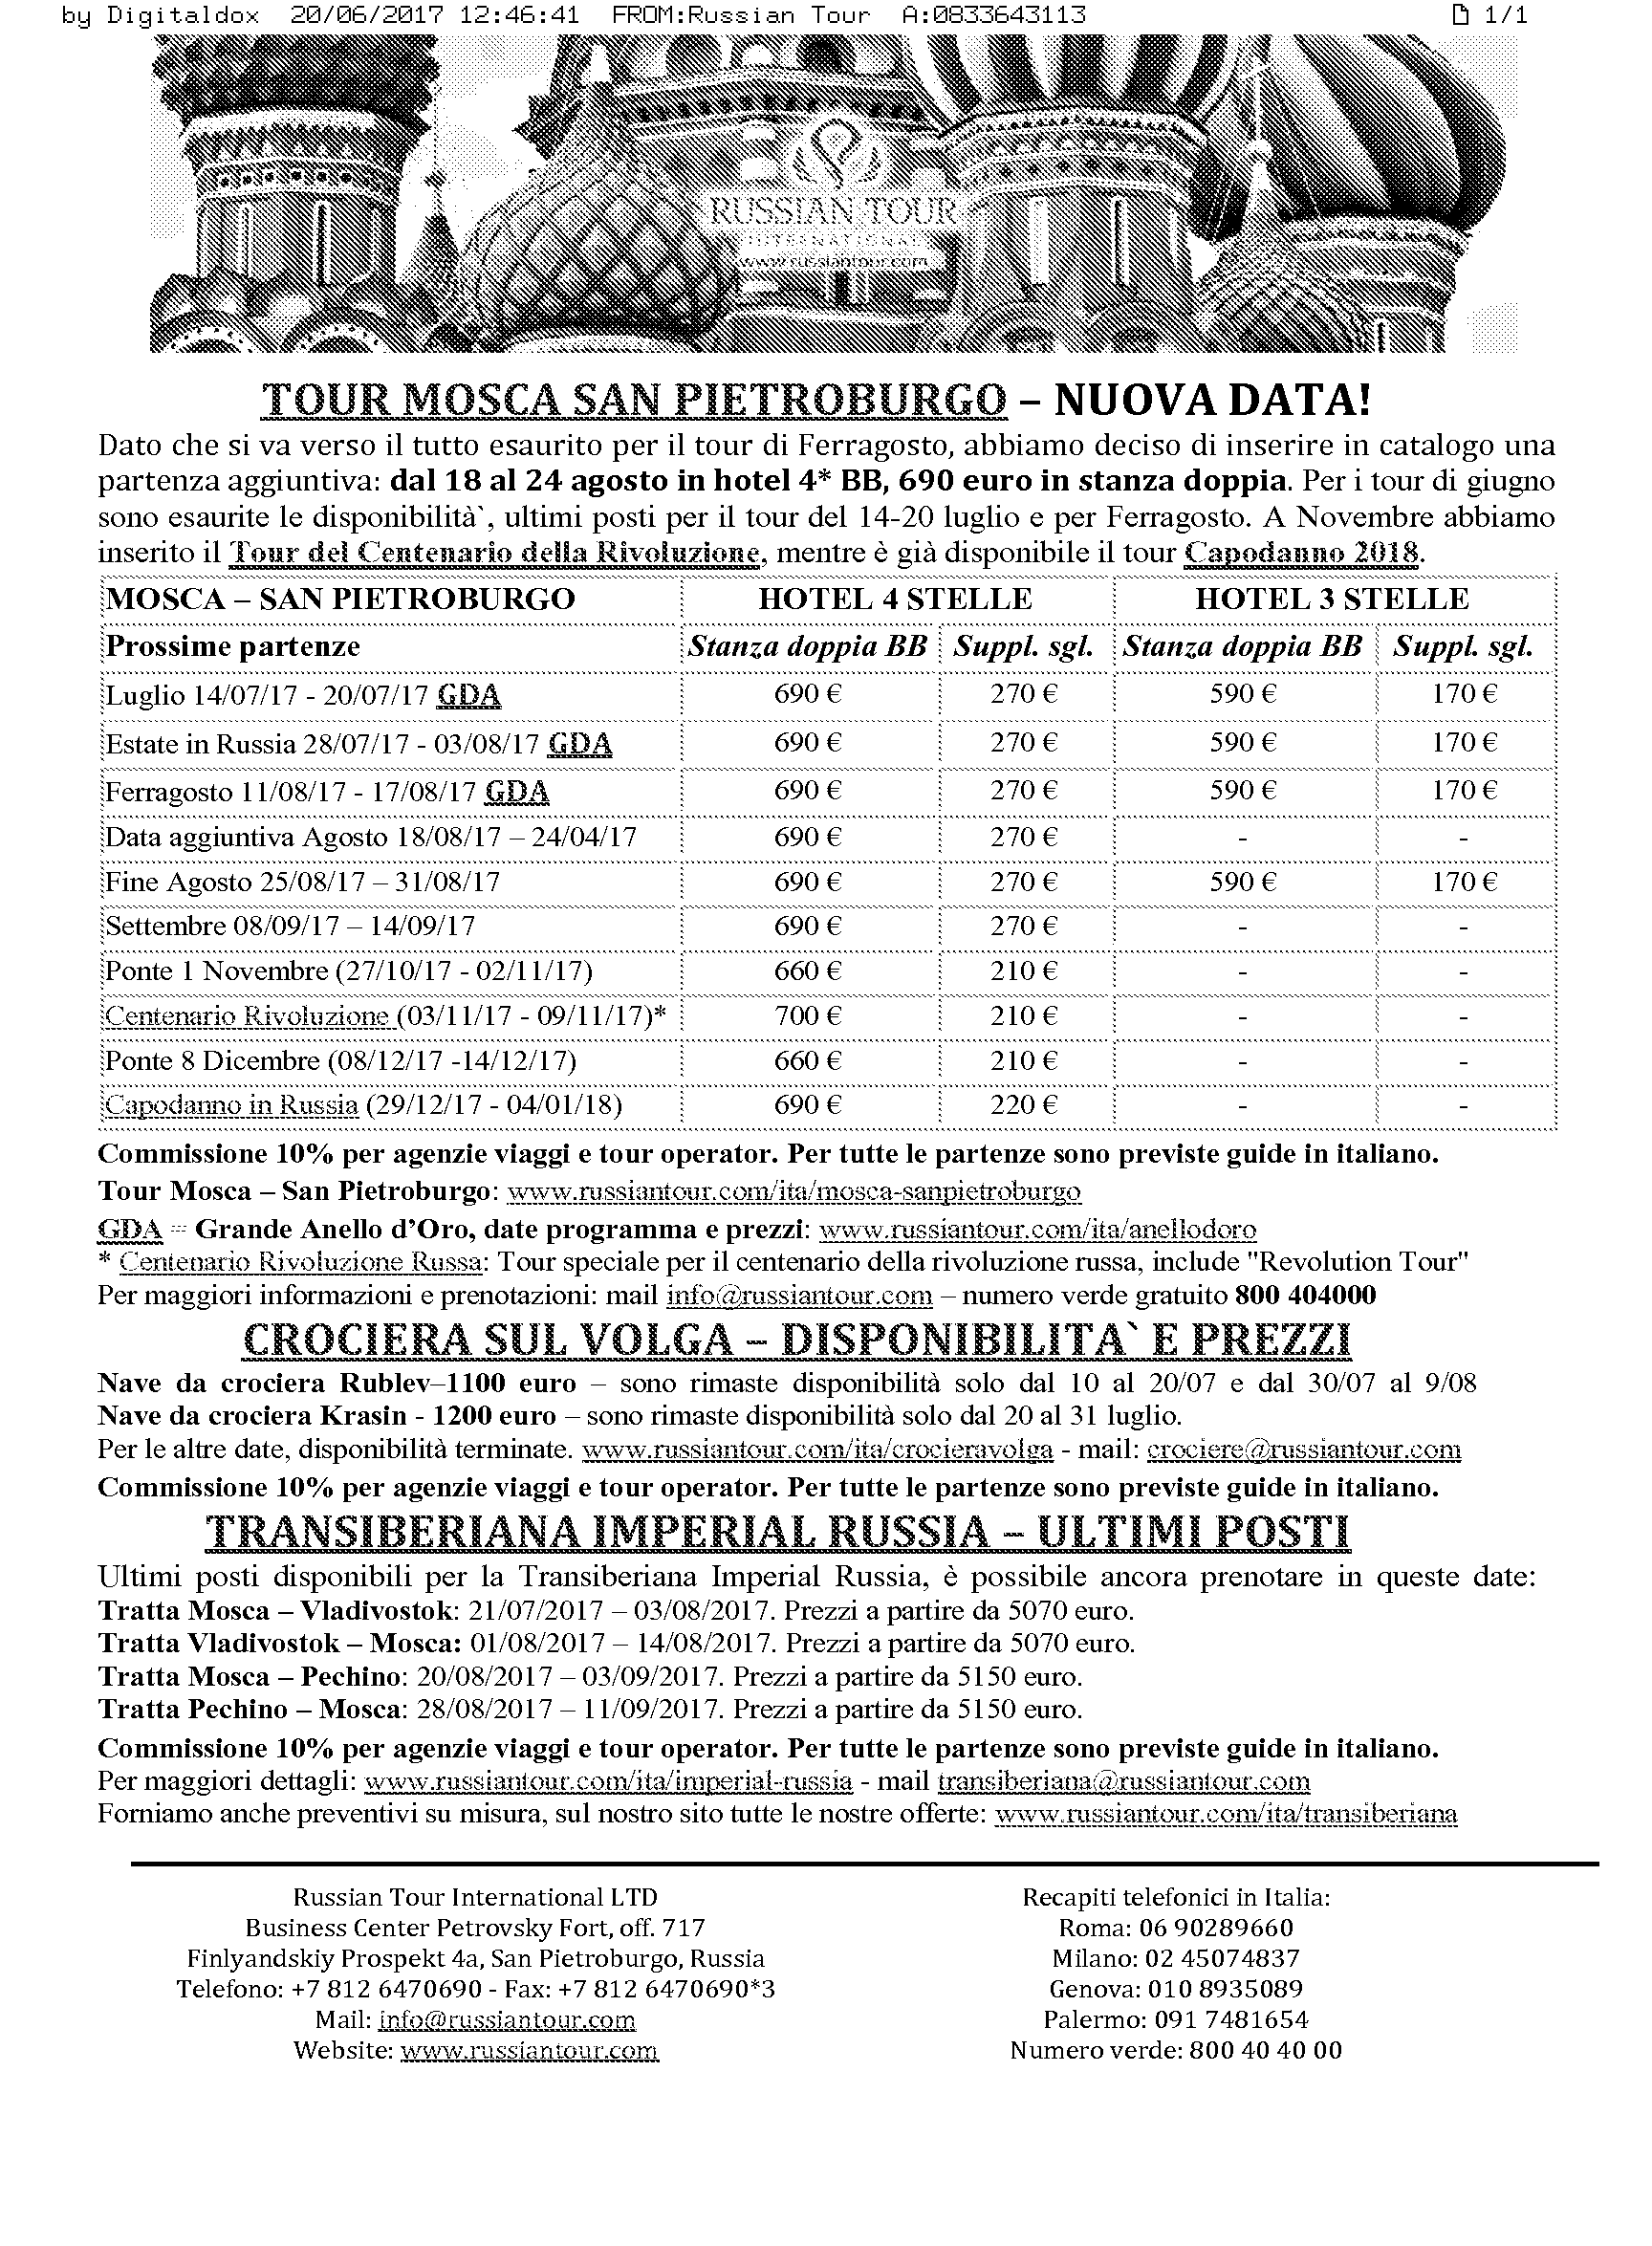 by Digitaldox 20/06/2017 12:46:41 FROM:Russian Tour A:0833643113 1/1
RUSSIAN TOUR
INTERNATIONAL
www.russiantour.com
TOUR MOSCA SAN PIETROBURGO – NUOVA DATA!
Dato che si va verso il tutto esaurito per il tour di Ferragosto, abbiamo deciso di inserire in catalogo una
partenza aggiuntiva: dal 18 al 24 agosto in hotel 4* BB, 690 euro in stanza doppia. Per i tour di giugno
sono esaurite le disponibilità`, ultimi posti per il tour del 14-20 luglio e per Ferragosto. A Novembre abbiamo
inserito il Tour del Centenario della Rivoluzione, mentre è già disponibile il tour Capodanno 2018.
MOSCA – SAN PIETROBURGO HOTEL 4 STELLE HOTEL 3 STELLE
Prossime partenze Stanza doppia BB Suppl. sgl. Stanza doppia BB Suppl. sgl.
Luglio 14/07/17 - 20/07/17 GDA 690 € 270 € 590 € 170 €
Estate in Russia 28/07/17 - 03/08/17 GDA 690 € 270 € 590 € 170 €
Ferragosto 11/08/17 - 17/08/17 GDA 690 € 270 € 590 € 170 €
Data aggiuntiva Agosto 18/08/17 – 24/04/17 690 € 270 € - -
Fine Agosto 25/08/17 – 31/08/17 690 € 270 € 590 € 170 €
Settembre 08/09/17 – 14/09/17 690 € 270 € - -
Ponte 1 Novembre (27/10/17 - 02/11/17) 660 € 210 € - -
Centenario Rivoluzione (03/11/17 - 09/11/17)* 700 € 210 € - -
Ponte 8 Dicembre (08/12/17 -14/12/17) 660 € 210 € - -
Capodanno in Russia (29/12/17 - 04/01/18) 690 € 220 € - -
Commissione 10% per agenzie viaggi e tour operator. Per tutte le partenze sono previste guide in italiano.
Tour Mosca – San Pietroburgo: www.russiantour.com/ita/mosca-sanpietroburgo
GDA = Grande Anello d’Oro, date programma e prezzi: www.russiantour.com/ita/anellodoro
* Centenario Rivoluzione Russa: Tour speciale per il centenario della rivoluzione russa, include "Revolution Tour"
Per maggiori informazioni e prenotazioni: mail info@russiantour.com – numero verde gratuito 800 404000
CROCIERA SUL VOLGA – DISPONIBILITA` E PREZZI
Nave da crociera Rublev–1100 euro – sono rimaste disponibilità solo dal 10 al 20/07 e dal 30/07 al 9/08
Nave da crociera Krasin - 1200 euro – sono rimaste disponibilità solo dal 20 al 31 luglio.
Per le altre date, disponibilità terminate. www.russiantour.com/ita/crocieravolga - mail: crociere@russiantour.com
Commissione 10% per agenzie viaggi e tour operator. Per tutte le partenze sono previste guide in italiano.
TRANSIBERIANA IMPERIAL RUSSIA – ULTIMI POSTI
Ultimi posti disponibili per la Transiberiana Imperial Russia, è possibile ancora prenotare in queste date:
Tratta Mosca – Vladivostok: 21/07/2017 – 03/08/2017. Prezzi a partire da 5070 euro.
Tratta Vladivostok – Mosca: 01/08/2017 – 14/08/2017. Prezzi a partire da 5070 euro.
Tratta Mosca – Pechino: 20/08/2017 – 03/09/2017. Prezzi a partire da 5150 euro.
Tratta Pechino – Mosca: 28/08/2017 – 11/09/2017. Prezzi a partire da 5150 euro.
Commissione 10% per agenzie viaggi e tour operator. Per tutte le partenze sono previste guide in italiano.
Per maggiori dettagli: www.russiantour.com/ita/imperial-russia - mail transiberiana@russiantour.com
Forniamo anche preventivi su misura, sul nostro sito tutte le nostre offerte: www.russiantour.com/ita/transiberiana
Russian Tour International LTD
Business Center Petrovsky Fort, off. 717
Finlyandskiy Prospekt 4a, San Pietroburgo, Russia
Telefono: +7 812 6470690 - Fax: +7 812 6470690*3
Mail: info@russiantour.com
Website: www.russiantour.com
Recapiti telefonici in Italia:
Roma: 06 90289660
Milano: 02 45074837
Genova: 010 8935089
Palermo: 091 7481654
Numero verde: 800 40 40 00